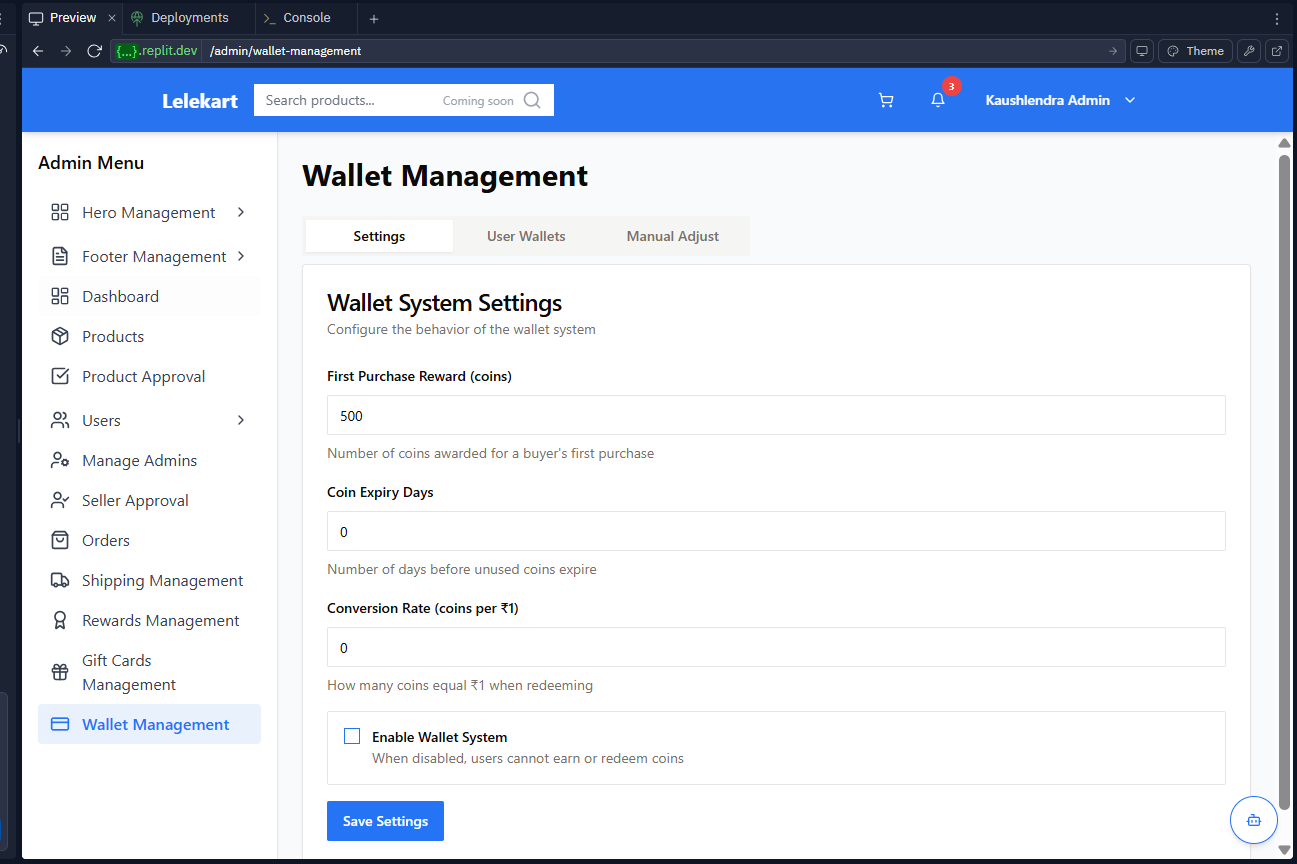 Preview
Deployments
Console
{...}.replit.dev /admin/wallet-management
Theme
Lelekart
Search products...
Coming soon
3
Kaushlendra Admin
Admin Menu
Hero Management
Footer Management
Dashboard
Products
Product Approval
Users
Manage Admins
Seller Approval
Orders
Shipping Management
Rewards Management
Gift Cards
Management
Wallet Management
Wallet Management
Settings
User Wallets
Manual Adjust
Wallet System Settings
Configure the behavior of the wallet system
First Purchase Reward (coins)
500
Number of coins awarded for a buyer's first purchase
Coin Expiry Days
0
Number of days before unused coins expire
Conversion Rate (coins per ₹1)
0
How many coins equal ₹1 when redeeming
Enable Wallet System
When disabled, users cannot earn or redeem coins
Save Settings